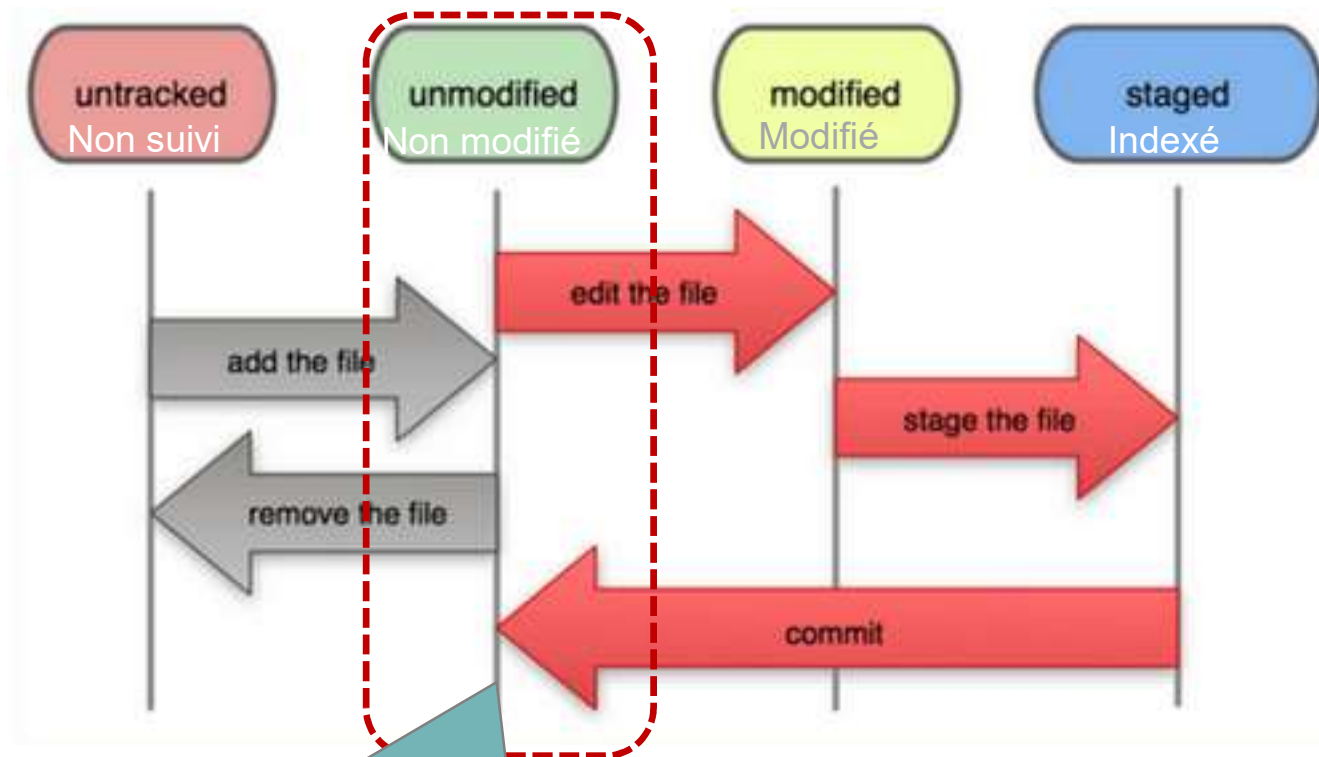 untracked
Non suivi
unmodified
Non modifié
modified
Modifié
staged
Indexé
edit the file
add the file
stage the file
remove the file
commit